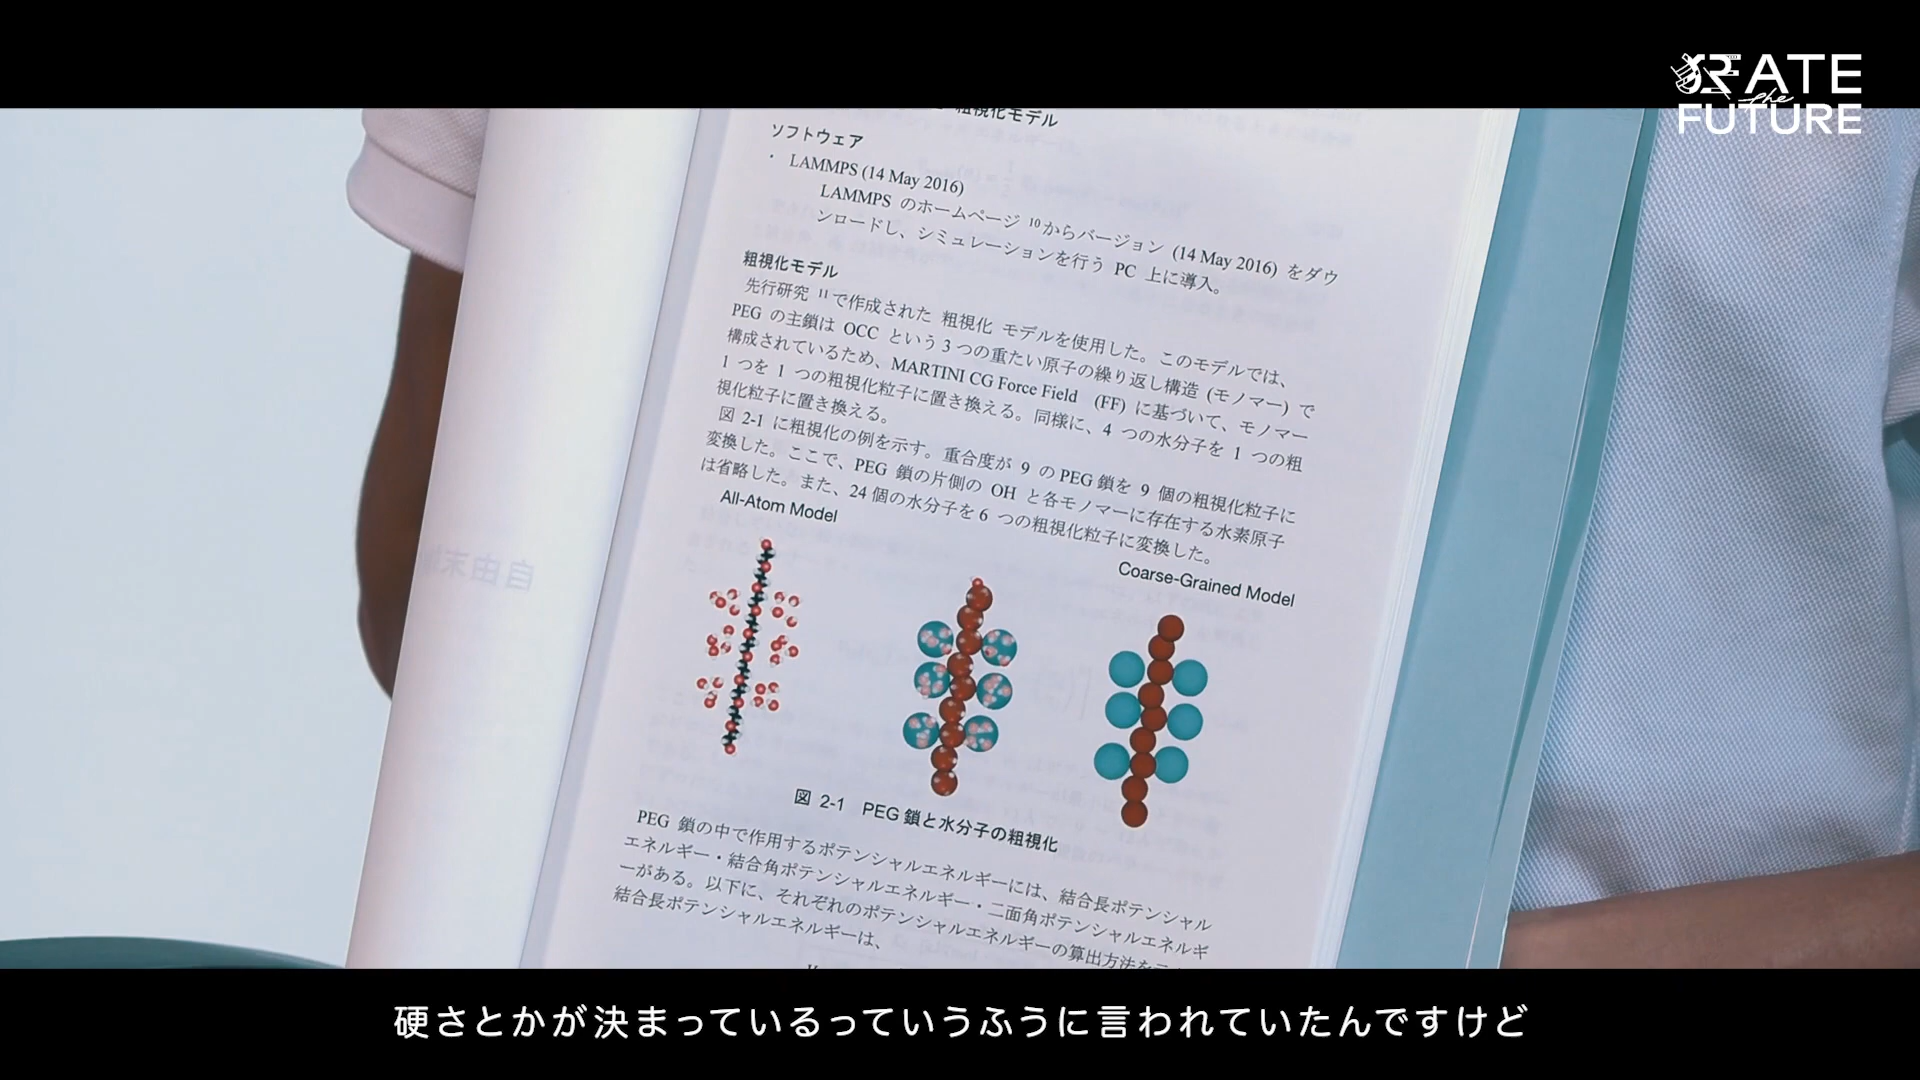 CREATE
the
FUTURE
粗視化モデル
ソフトウェア
・ LAMMPS (14 May 2016)
LAMMPS のホームページ 10からバージョン (14 May 2016) をダウ
ンロードし、シミュレーションを行う PC 上に導入。
粗視化モデル
先行研究 11で作成された 粗視化 モデルを使用した。このモデルでは、
PEG の主鎖は OCC という 3 つの重たい原子の繰り返し構造 (モノマー) で
構成されているため、MARTINI CG Force Field (FF) に基づいて、モノマー
1 つを 1 つの粗視化粒子に置き換える。同様に、4 つの水分子を 1 つの粗
視化粒子に置き換える。
図 2-1 に粗視化の例を示す。重合度が 9 の PEG 鎖を 9 個の粗視化粒子に
変換した。ここで、PEG 鎖の片側の OH と各モノマーに存在する水素原子
は省略した。また、24 個の水分子を 6 つの粗視化粒子に変換した。
All-Atom Model
Coarse-Grained Model
図 2-1 PEG 鎖と水分子の粗視化
PEG 鎖の中で作用するポテンシャルエネルギーには、結合長ポテンシャル
エネルギー・結合角ポテンシャルエネルギー・二面角ポテンシャルエネルギ
ーがある。以下に、それぞれのポテンシャルエネルギーの算出方法を
結合長ポテンシャルエネルギーは、
硬さとかが決まっているっていうふうに言われていたんですけど